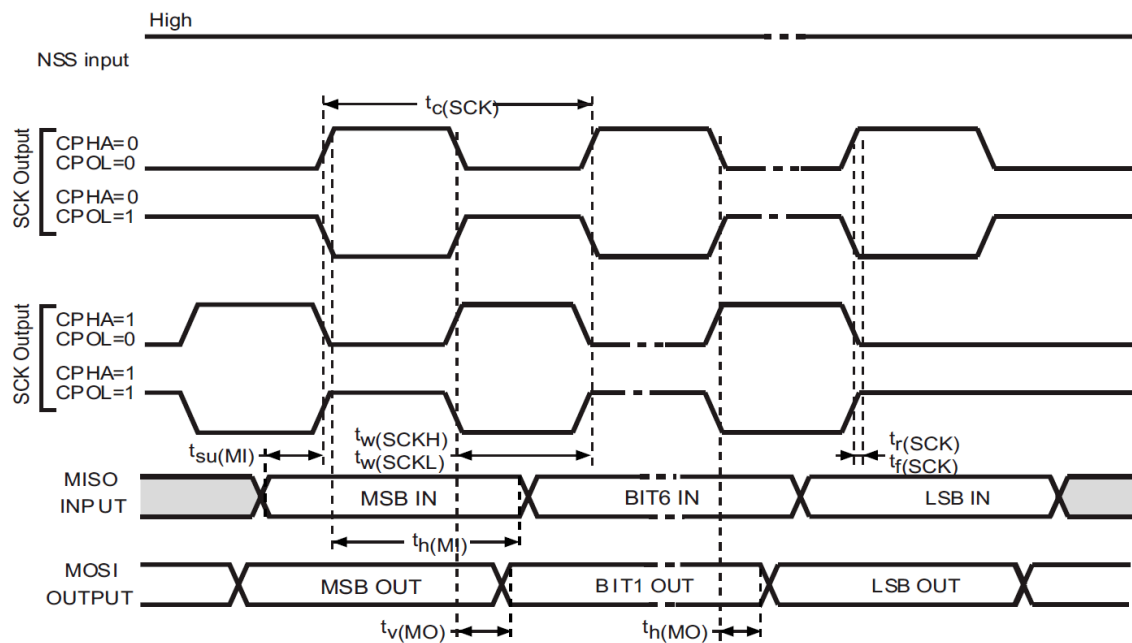 High
NSS input
tc(SCK)
SCK Output
CPHA=0
CPOL=0
CPHA=0
CPOL=1
SCK Output
CPHA=1
CPOL=0
CPHA=1
CPOL=1
tsu(MI)
tw(SCKH)
tw(SCKL)
tr(SCK)
tf(SCK)
MISO
INPUT
MSB IN
BIT6 IN
LSB IN
th(MI)
MOSI
OUTPUT
MSB OUT
BIT1 OUT
LSB OUT
tv(MO)
th(MO)